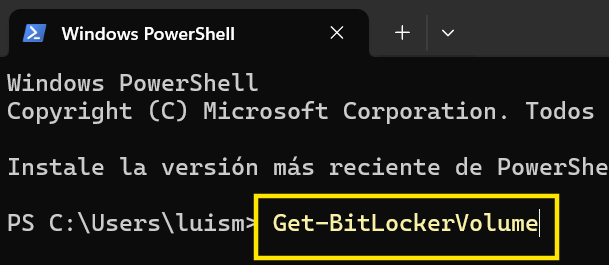 Windows PowerShell
Windows PowerShell
Copyright (C) Microsoft Corporation. Todos
Instale la versión más reciente de PowerShe
PS C:\Users\luism> Get-BitLockerVolume